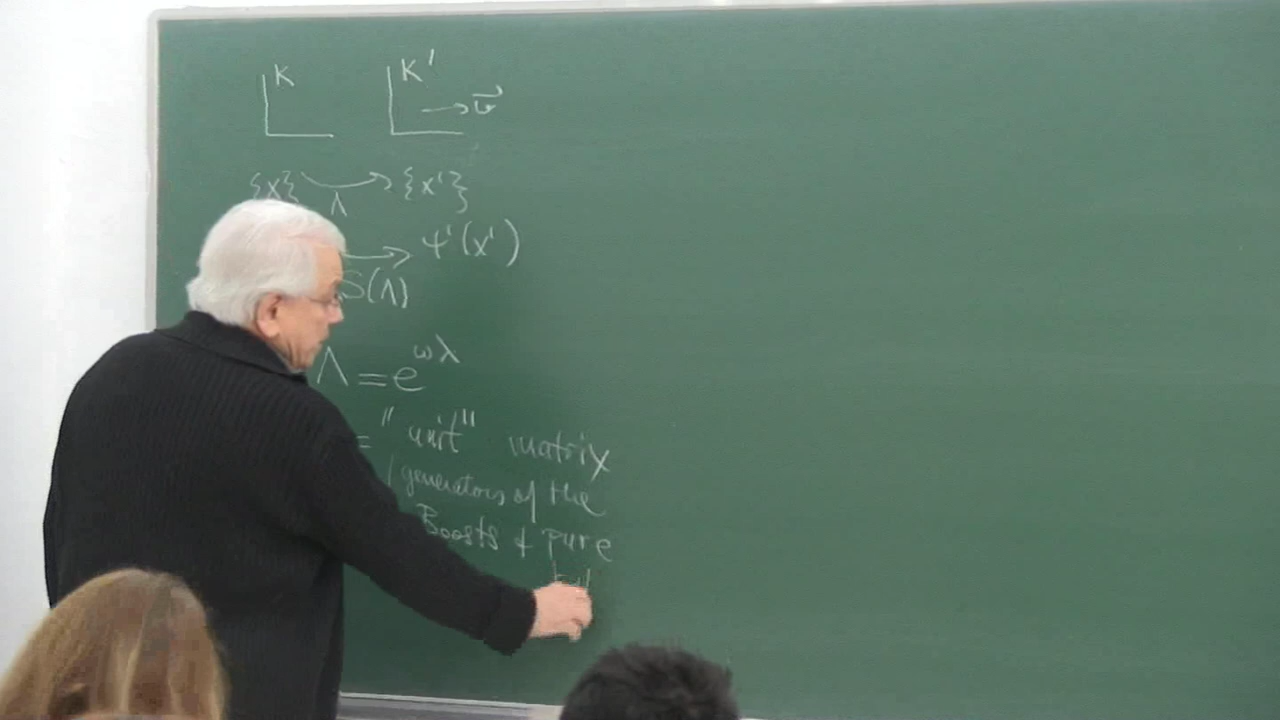 K K'
→ v⃗
{x} → {x'}
Λ
→ ψ'(x')
S(Λ)
Λ = e^{ωλ}
= "unit" matrix
generators of the
Boosts & pure